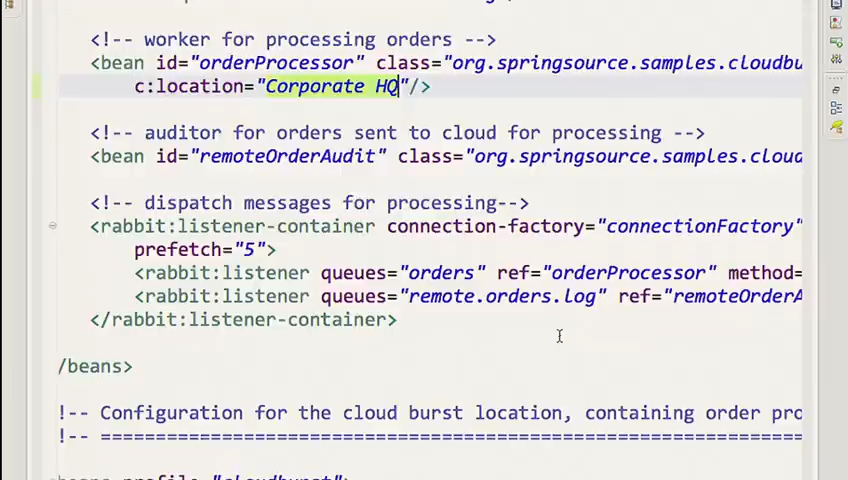 <!-- worker for processing orders -->
<bean id="orderProcessor" class="org.springsource.samples.cloudbu
c:location="Corporate HQ"/>
<!-- auditor for orders sent to cloud for processing -->
<bean id="remoteOrderAudit" class="org.springsource.samples.cloud
<!-- dispatch messages for processing-->
<rabbit:listener-container connection-factory="connectionFactory"
prefetch="5">
<rabbit:listener queues="orders" ref="orderProcessor" method=
<rabbit:listener queues="remote.orders.log" ref="remoteOrderA
</rabbit:listener-container>
/beans>
!-- Configuration for the cloud burst location, containing order pro
!-- ================================================================
beans profile="cloudburst">